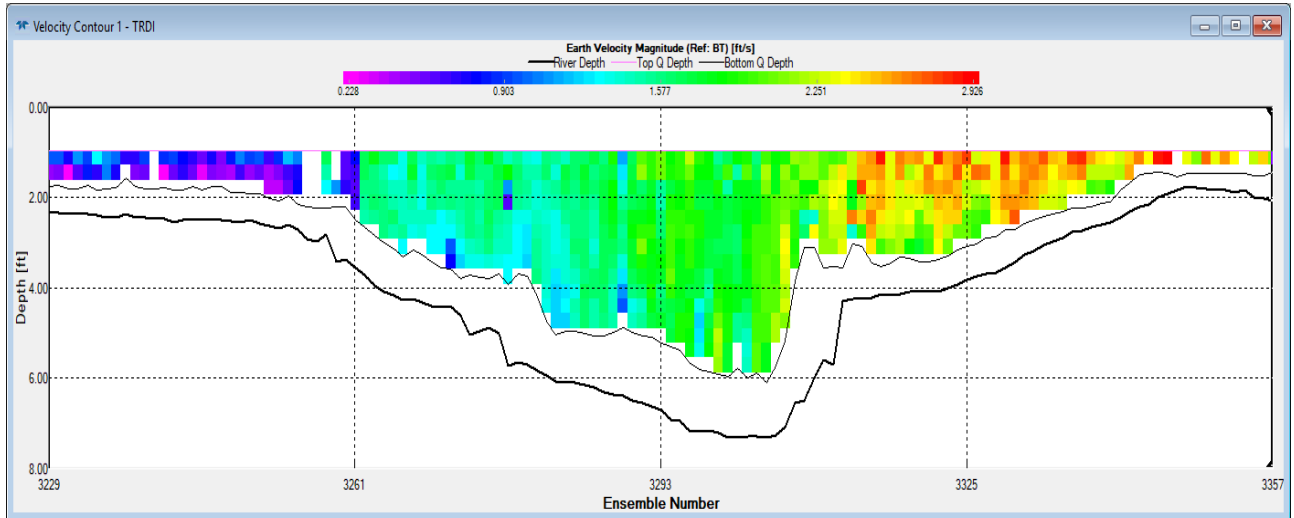 Velocity Contour 1 - TRDI
Earth Velocity Magnitude (Ref: BT) [ft/s]
River Depth Top Q Depth Bottom Q Depth
0.228 0.903 1.577 2.251 2.926
0.00
2.00
4.00
6.00
8.00
Depth [ft]
3229 3261 3293 3325 3357
Ensemble Number